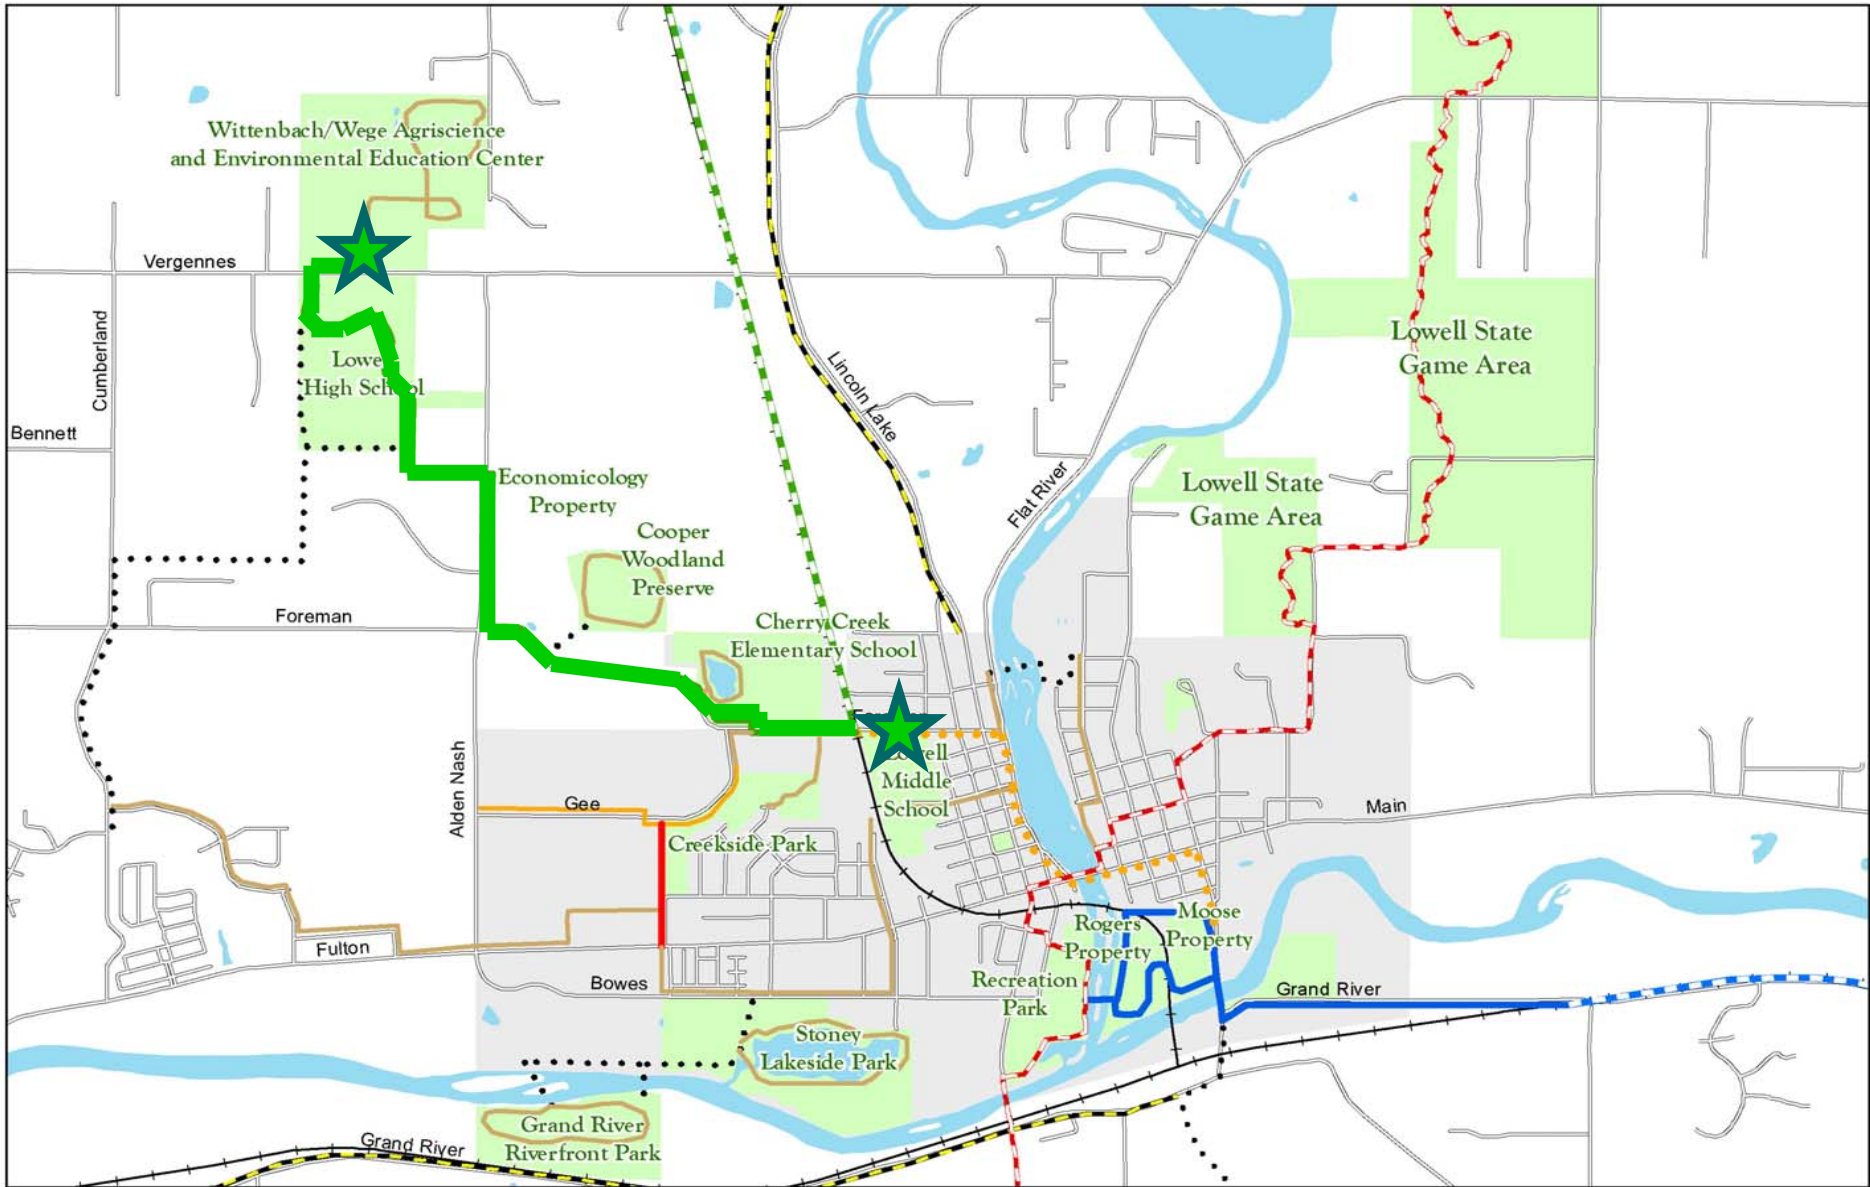 Wittenbach/Wege Agriscience
and Environmental Education Center
Vergennes
Cumberland
High School
Lincoln Lake
Lowell State
Game Area
Bennett
Economicology
Property
Flat River
Lowell State
Game Area
Cooper
Woodland
Preserve
Foreman
Cherry Creek
Elementary School
Middle
School
Alden Nash
Gee
Main
Creekside Park
Moose
Property
Rogers
Property
Fulton
Bowes
Recreation
Park
Grand River
Stoney
Lakeside Park
Grand River
Riverfront Park
Grand River